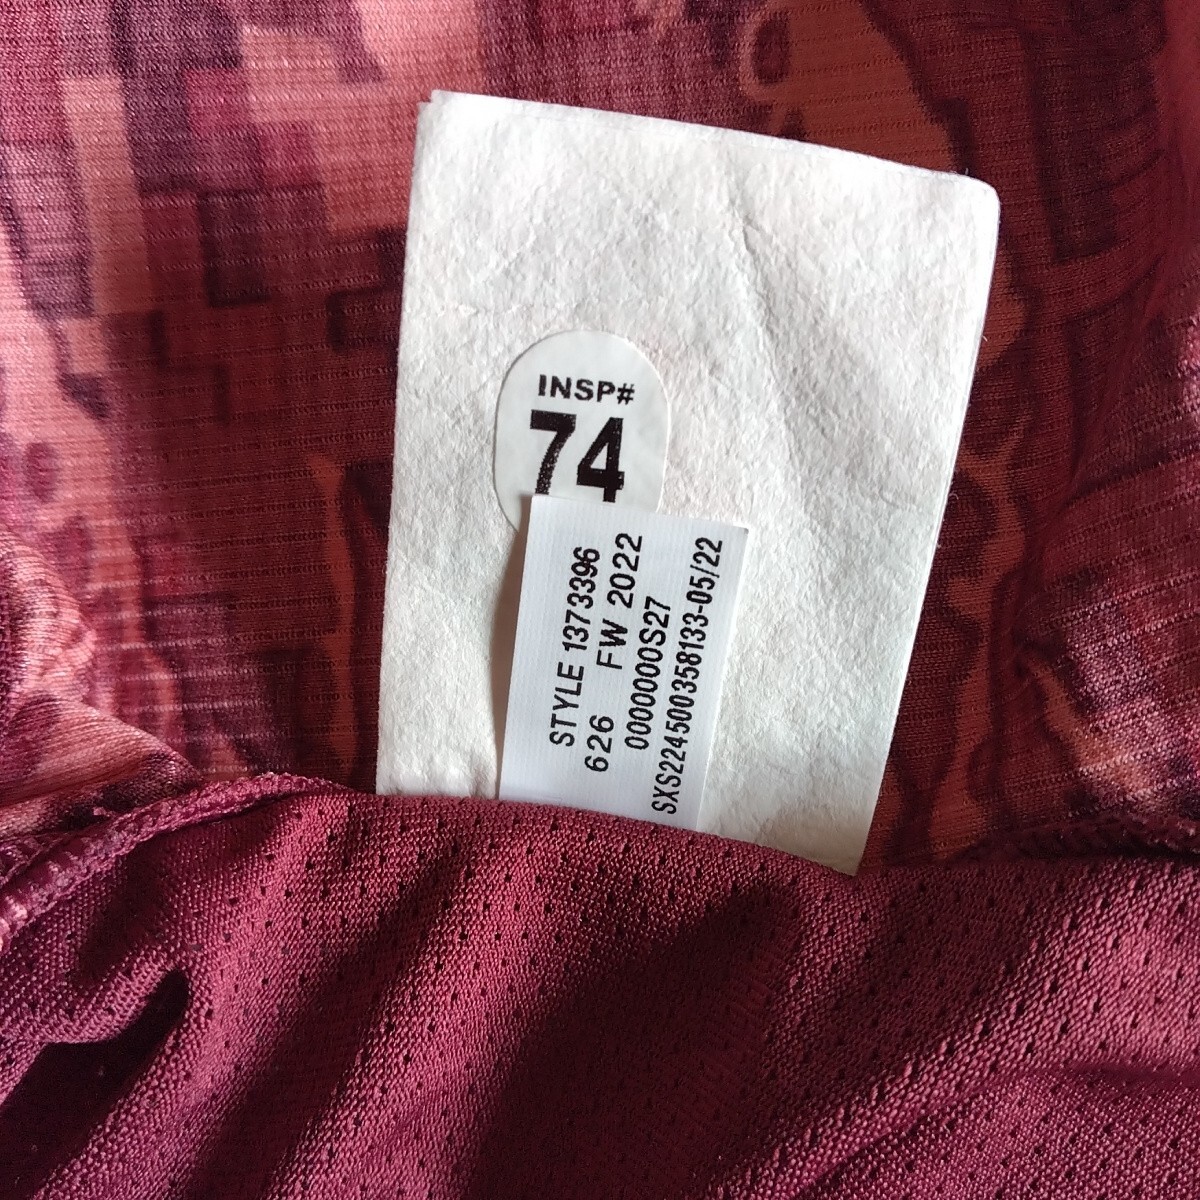 INSP#
74
STYLE 1373396
626 FW 2022
0000000S27
SXS224500358133-05/22